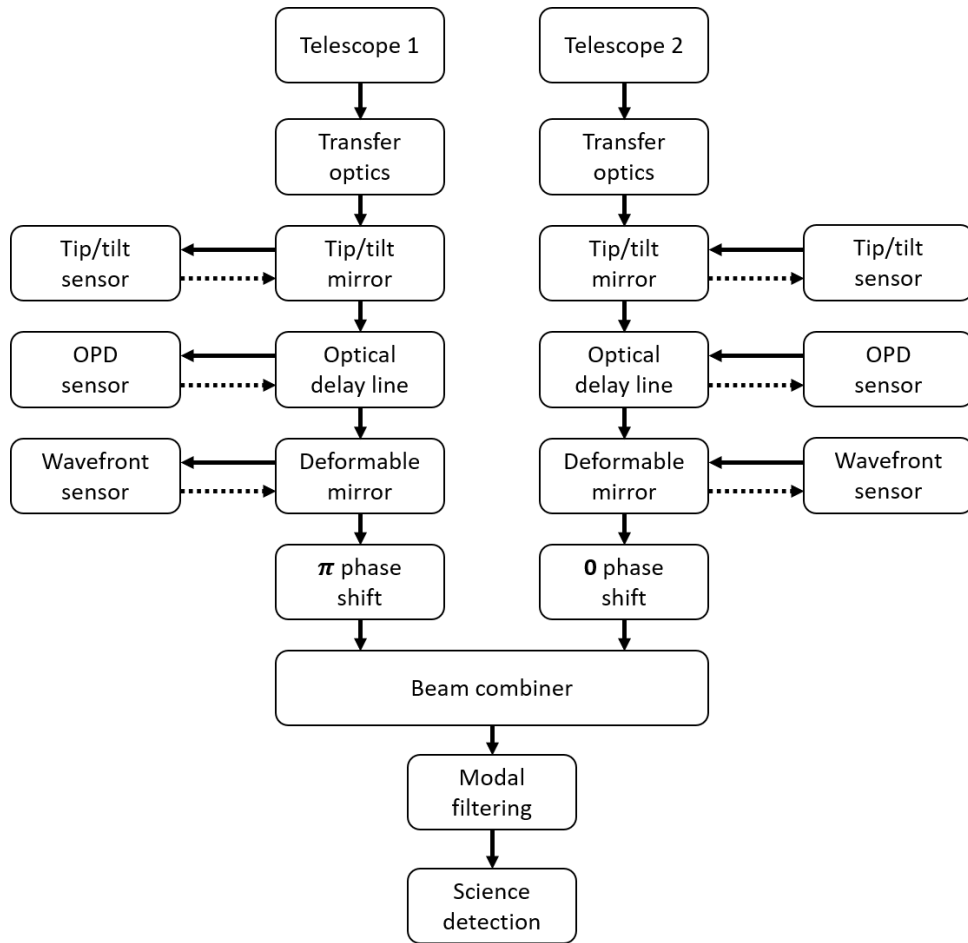 Telescope 1
Telescope 2
Transfer
optics
Transfer
optics
Tip/tilt
sensor
Tip/tilt
mirror
Tip/tilt
mirror
Tip/tilt
sensor
OPD
sensor
Optical
delay line
Optical
delay line
OPD
sensor
Wavefront
sensor
Deformable
mirror
Deformable
mirror
Wavefront
sensor
π phase
shift
0 phase
shift
Beam combiner
Modal
filtering
Science
detection